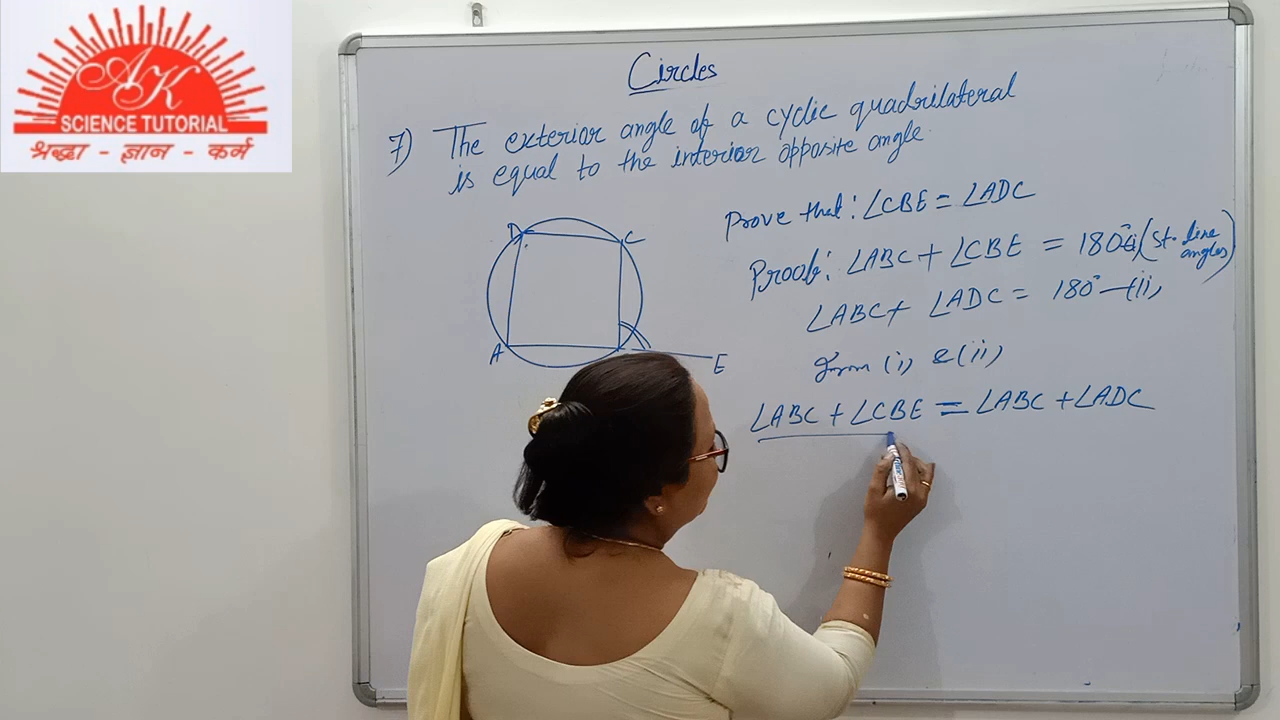 AK
SCIENCE TUTORIAL
श्रद्धा - ज्ञान - कर्म
Circles
7) The exterior angle of a cyclic quadrilateral
is equal to the interior opposite angle.
D
C
A
E
Prove that: ∠CBE = ∠ADC
Proof: ∠ABC + ∠CBE = 180° (i) (St. line
angles)
∠ABC + ∠ADC = 180° — (ii)
from (i) & (ii)
∠ABC + ∠CBE = ∠ABC + ∠ADC